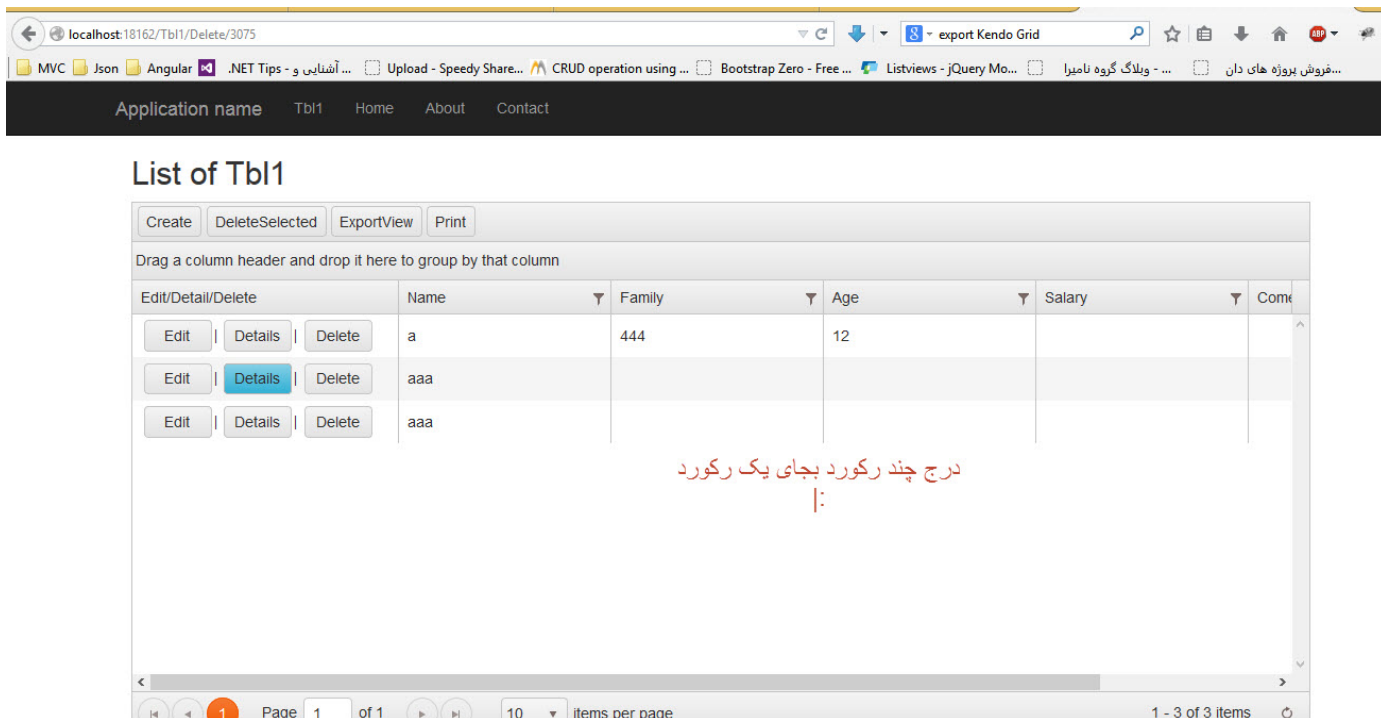 localhost:18162/Tbl1/Delete/3075
8 export Kendo Grid
ABP
MVC Json Angular .NET Tips - آشنایی و ... Upload - Speedy Share... CRUD operation using ... Bootstrap Zero - Free ... Listviews - jQuery Mo... وبلاگ گروه نامیرا - ... فروش پروژه های دان...
Application name Tbl1 Home About Contact
List of Tbl1
Create DeleteSelected ExportView Print
Drag a column header and drop it here to group by that column
Edit/Detail/Delete Name Family Age Salary Come
Edit | Details | Delete a 444 12
Edit | Details | Delete aaa
Edit | Details | Delete aaa
درج چند رکورد بجای یک رکورد
:|
1 Page 1 of 1 10 items per page 1 - 3 of 3 items